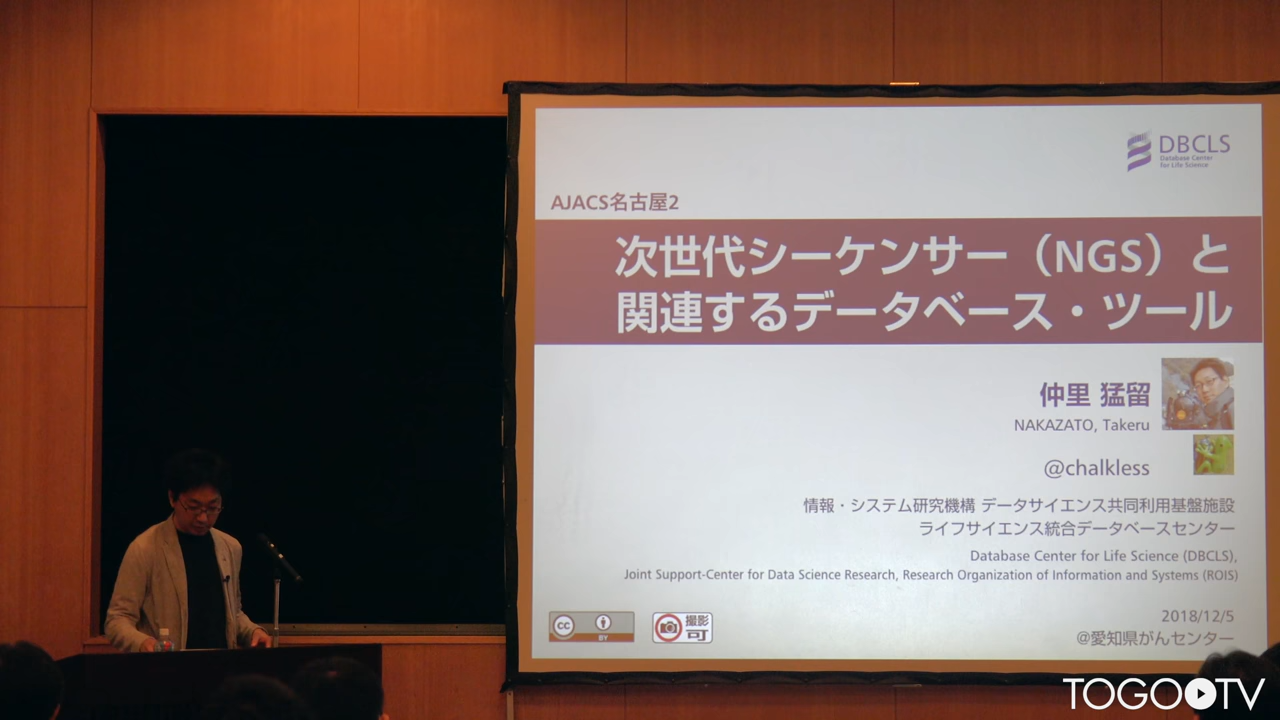 DBCLS
Database Center
for Life Science
AJACS名古屋2
次世代シーケンサー（NGS）と
関連するデータベース・ツール
仲里 猛留
NAKAZATO, Takeru
@chalkless
情報・システム研究機構 データサイエンス共同利用基盤施設
ライフサイエンス統合データベースセンター
Database Center for Life Science (DBCLS),
Joint Support-Center for Data Science Research, Research Organization of Information and Systems (ROIS)
cc
BY
撮影
可
2018/12/5
@愛知県がんセンター
TOGO TV